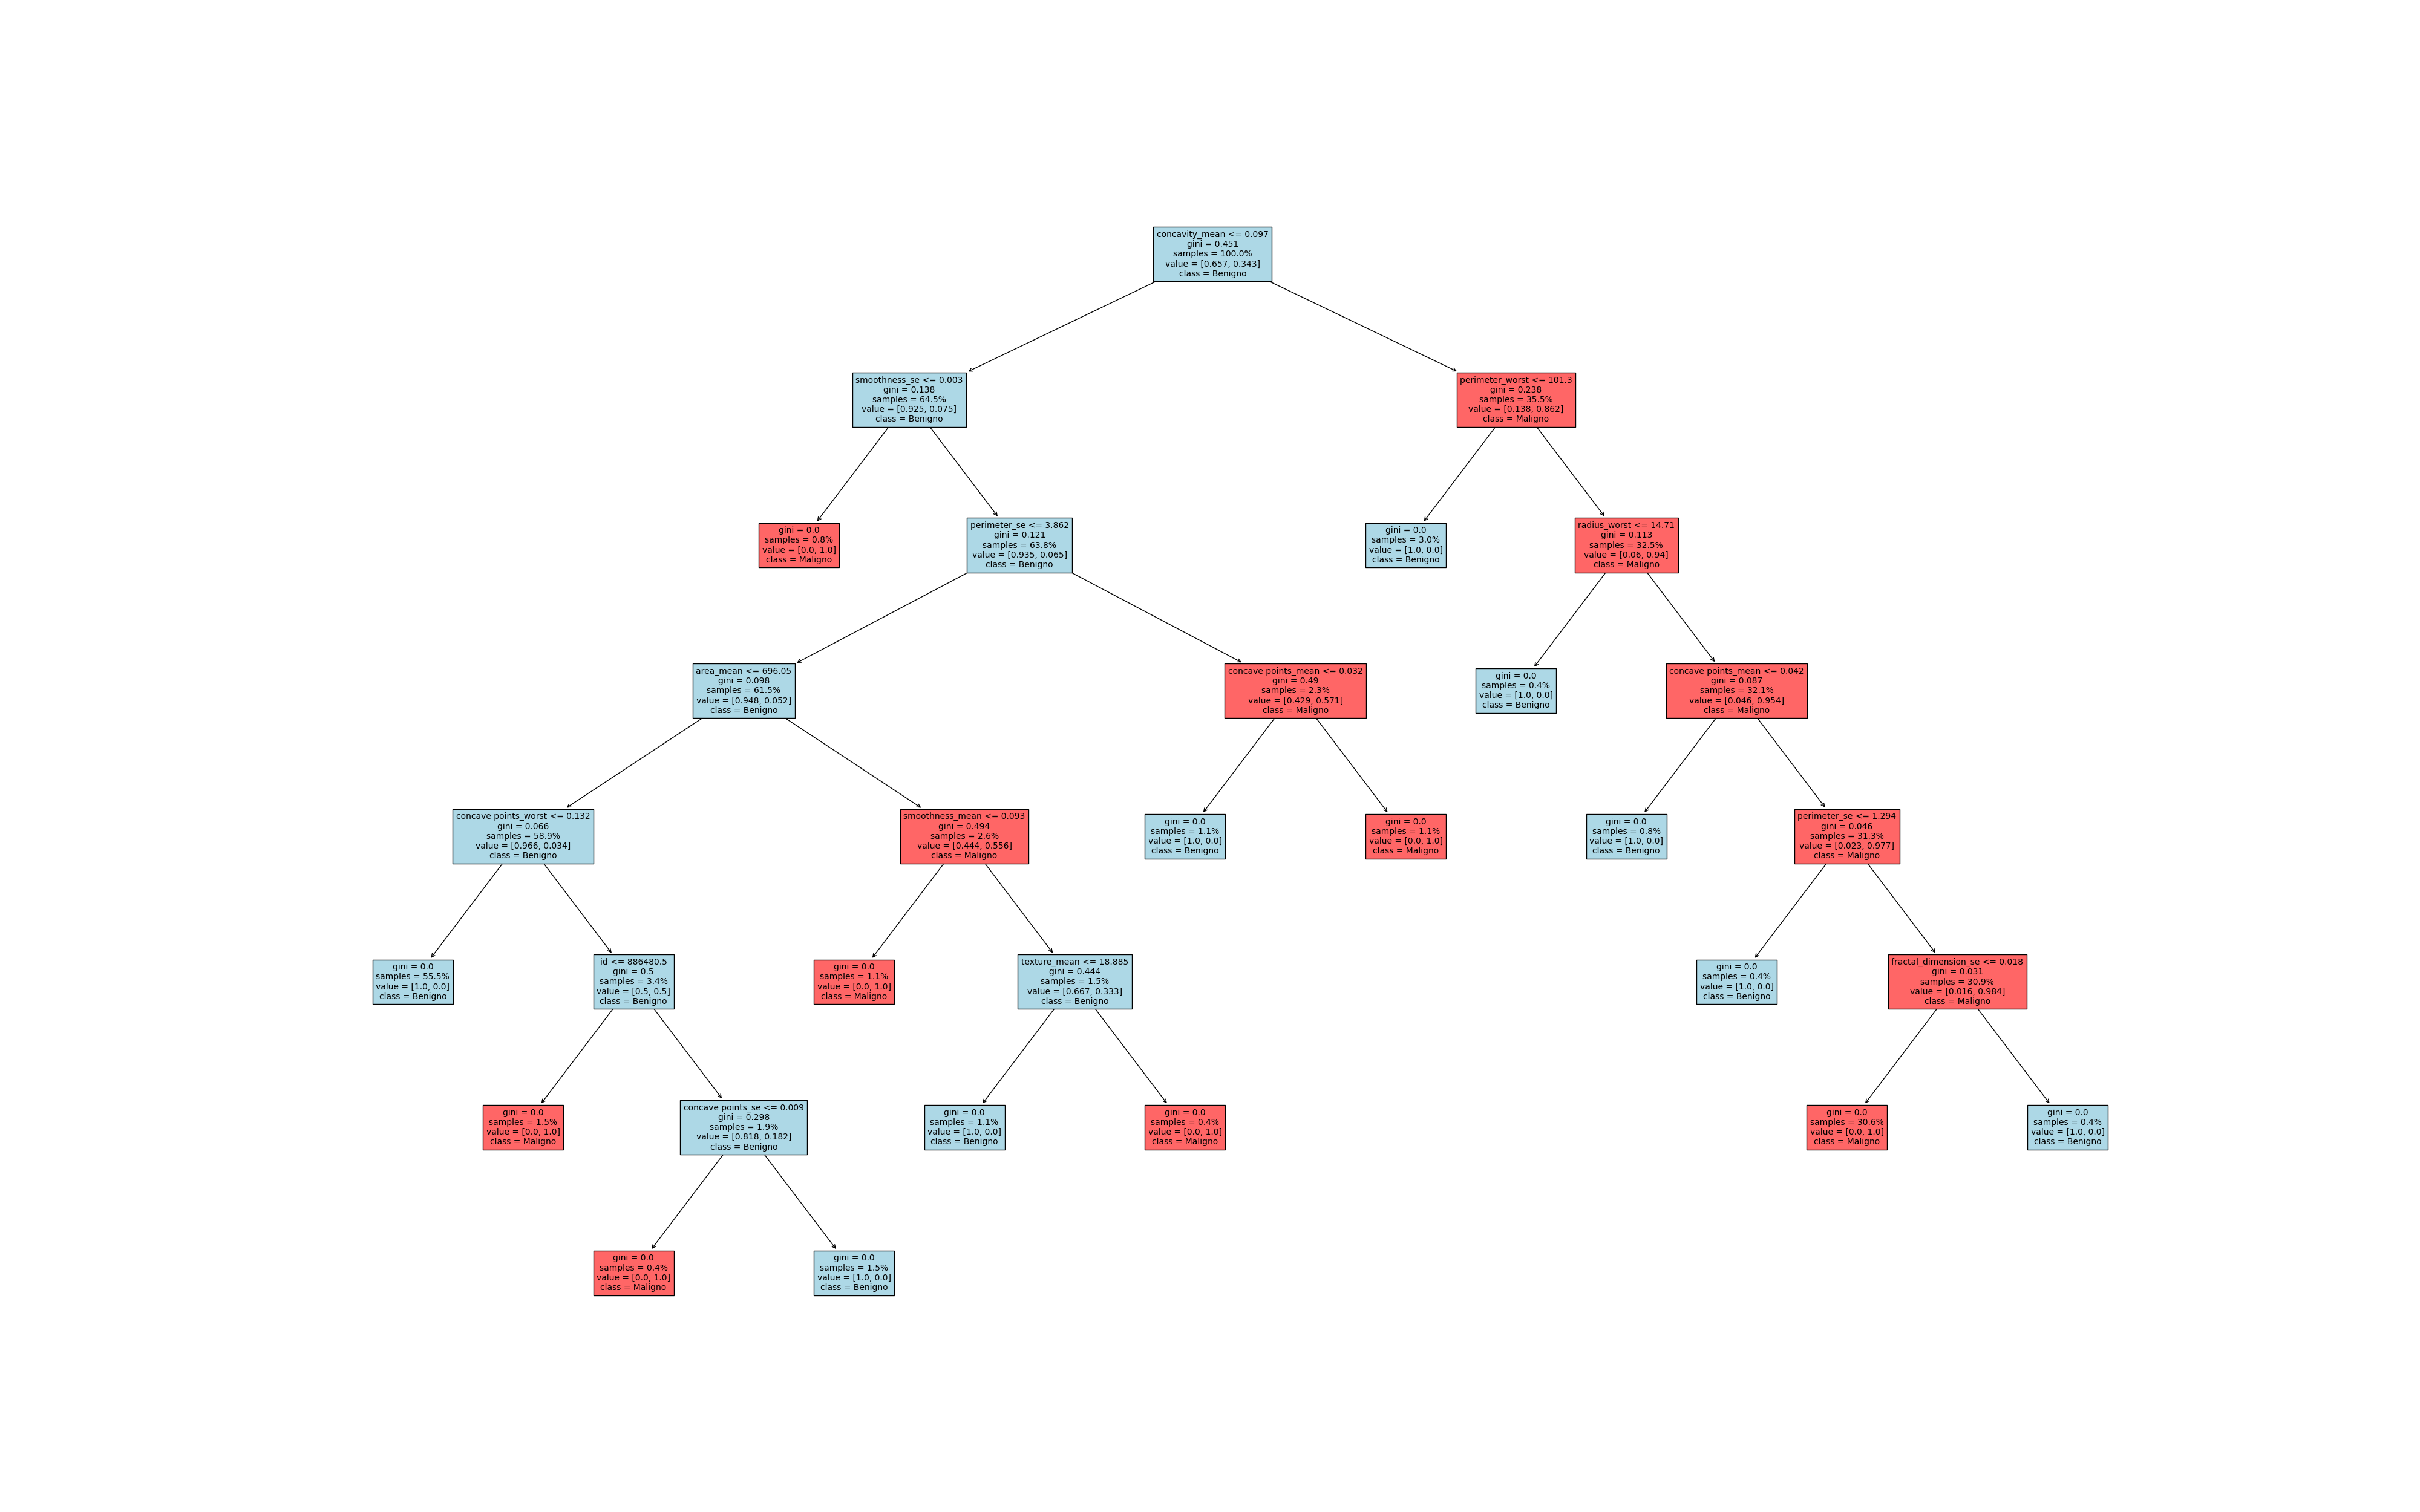 concavity_mean <= 0.097
gini = 0.451
samples = 100.0%
value = [0.657, 0.343]
class = Benigno
smoothness_se <= 0.003
gini = 0.138
samples = 64.5%
value = [0.925, 0.075]
class = Benigno
perimeter_worst <= 101.3
gini = 0.238
samples = 35.5%
value = [0.138, 0.862]
class = Maligno
gini = 0.0
samples = 0.8%
value = [0.0, 1.0]
class = Maligno
perimeter_se <= 3.862
gini = 0.121
samples = 63.8%
value = [0.935, 0.065]
class = Benigno
gini = 0.0
samples = 3.0%
value = [1.0, 0.0]
class = Benigno
radius_worst <= 14.71
gini = 0.113
samples = 32.5%
value = [0.06, 0.94]
class = Maligno
area_mean <= 696.05
gini = 0.098
samples = 61.5%
value = [0.948, 0.052]
class = Benigno
concave points_mean <= 0.032
gini = 0.49
samples = 2.3%
value = [0.429, 0.571]
class = Maligno
gini = 0.0
samples = 0.4%
value = [1.0, 0.0]
class = Benigno
concave points_mean <= 0.042
gini = 0.087
samples = 32.1%
value = [0.046, 0.954]
class = Maligno
concave points_worst <= 0.132
gini = 0.066
samples = 58.9%
value = [0.966, 0.034]
class = Benigno
smoothness_mean <= 0.093
gini = 0.494
samples = 2.6%
value = [0.444, 0.556]
class = Maligno
gini = 0.0
samples = 1.1%
value = [1.0, 0.0]
class = Benigno
gini = 0.0
samples = 1.1%
value = [0.0, 1.0]
class = Maligno
gini = 0.0
samples = 0.8%
value = [1.0, 0.0]
class = Benigno
perimeter_se <= 1.294
gini = 0.046
samples = 31.3%
value = [0.023, 0.977]
class = Maligno
gini = 0.0
samples = 55.5%
value = [1.0, 0.0]
class = Benigno
id <= 886480.5
gini = 0.5
samples = 3.4%
value = [0.5, 0.5]
class = Benigno
gini = 0.0
samples = 1.1%
value = [0.0, 1.0]
class = Maligno
texture_mean <= 18.885
gini = 0.444
samples = 1.5%
value = [0.667, 0.333]
class = Benigno
gini = 0.0
samples = 0.4%
value = [1.0, 0.0]
class = Benigno
fractal_dimension_se <= 0.018
gini = 0.031
samples = 30.9%
value = [0.016, 0.984]
class = Maligno
gini = 0.0
samples = 1.5%
value = [0.0, 1.0]
class = Maligno
concave points_se <= 0.009
gini = 0.298
samples = 1.9%
value = [0.818, 0.182]
class = Benigno
gini = 0.0
samples = 1.1%
value = [1.0, 0.0]
class = Benigno
gini = 0.0
samples = 0.4%
value = [0.0, 1.0]
class = Maligno
gini = 0.0
samples = 30.6%
value = [0.0, 1.0]
class = Maligno
gini = 0.0
samples = 0.4%
value = [1.0, 0.0]
class = Benigno
gini = 0.0
samples = 0.4%
value = [0.0, 1.0]
class = Maligno
gini = 0.0
samples = 1.5%
value = [1.0, 0.0]
class = Benigno